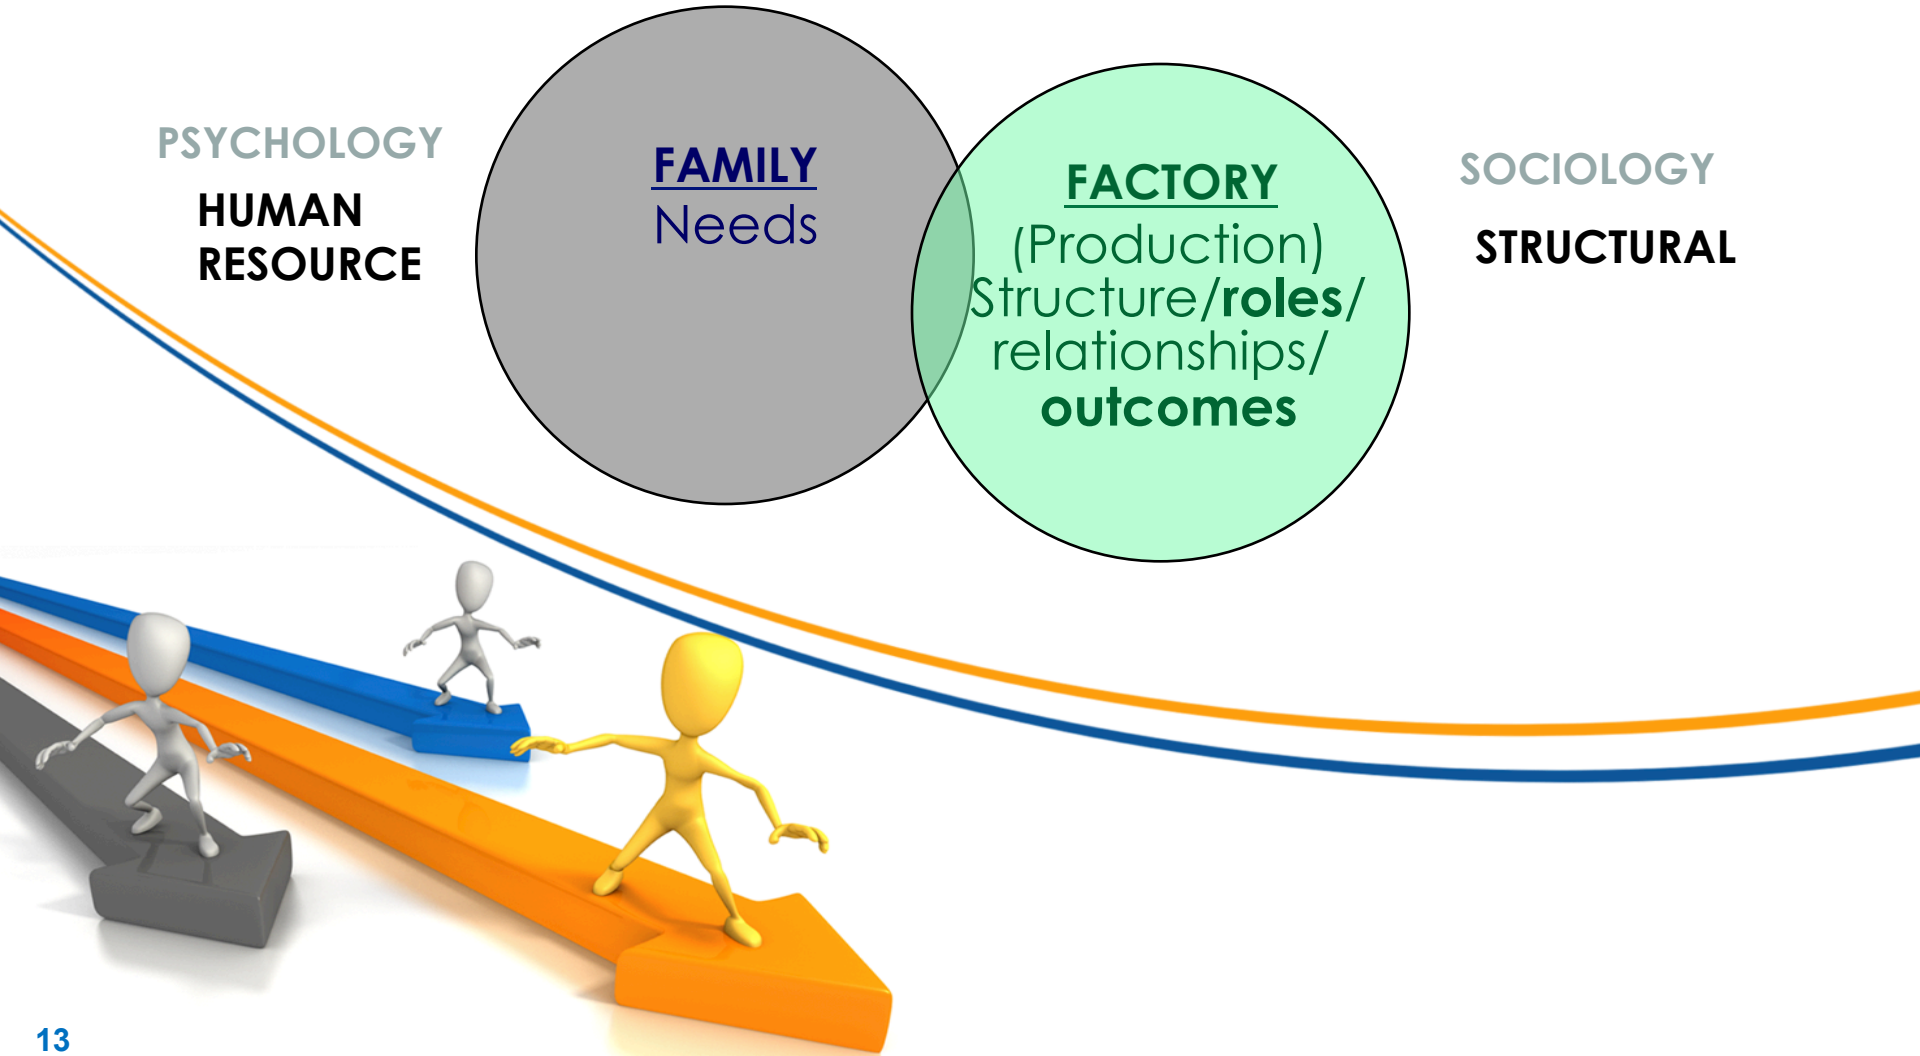 PSYCHOLOGY
HUMAN
RESOURCE
FAMILY
Needs
FACTORY
(Production)
Structure/roles/
relationships/
outcomes
SOCIOLOGY
STRUCTURAL
13